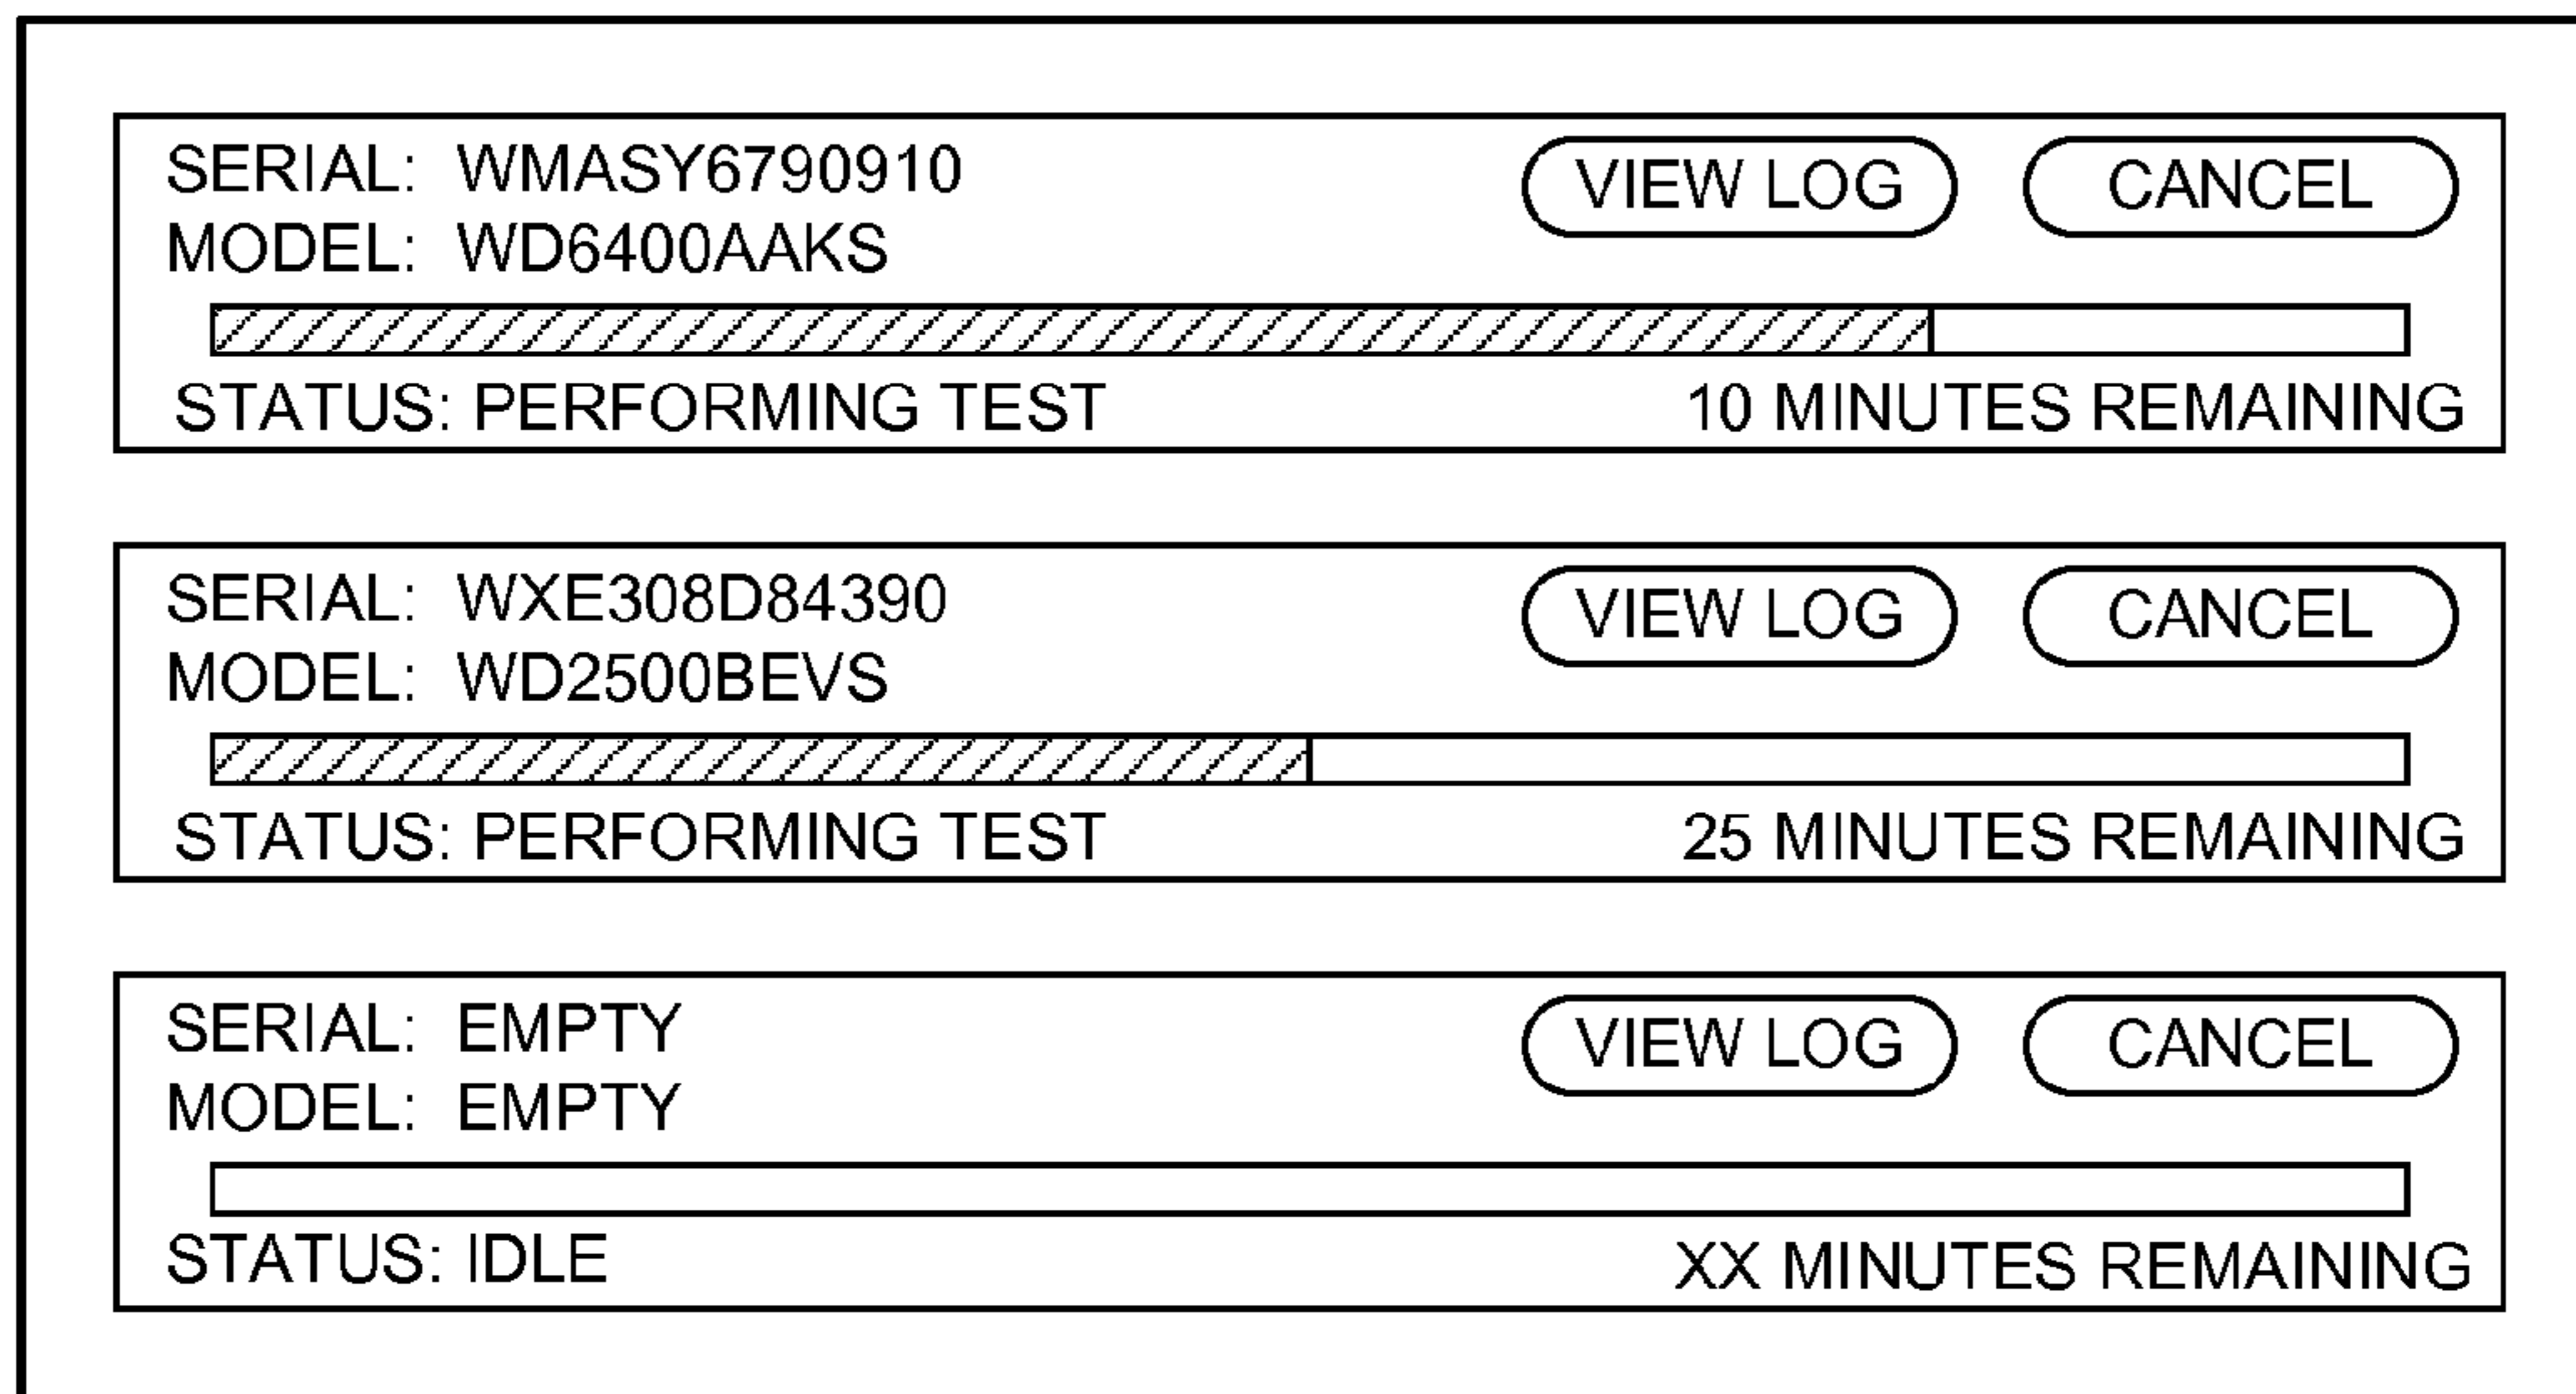 SERIAL: WMASY6790910
VIEW LOG
CANCEL
MODEL: WD6400AAKS
STATUS: PERFORMING TEST
10 MINUTES REMAINING
SERIAL: WXE308D84390
VIEW LOG
CANCEL
MODEL: WD2500BEVS
STATUS: PERFORMING TEST
25 MINUTES REMAINING
SERIAL: EMPTY
VIEW LOG
CANCEL
MODEL: EMPTY
STATUS: IDLE
XX MINUTES REMAINING